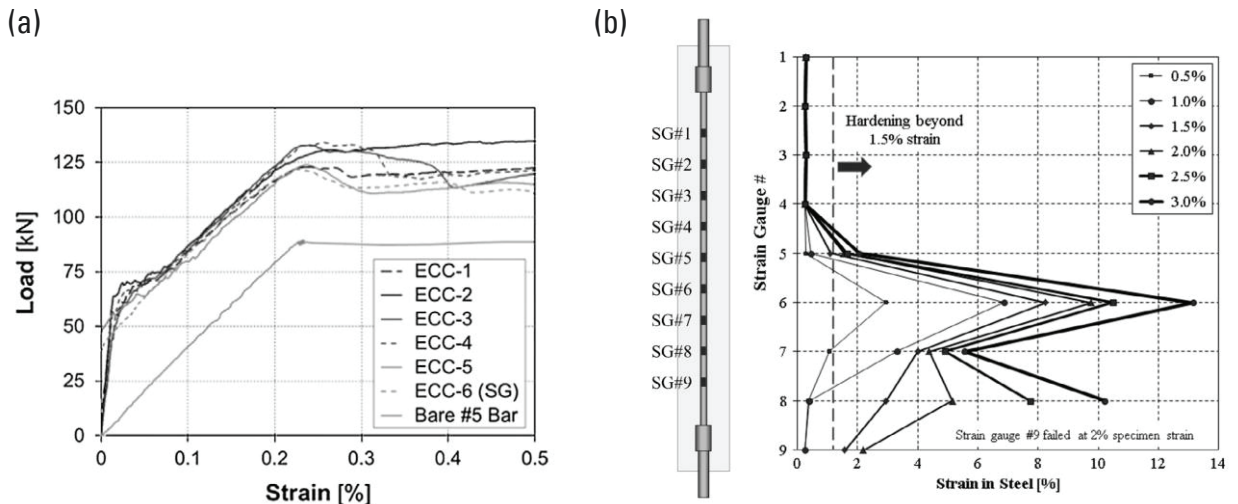 (a)
150
125
100
75
50
25
0
Load [kN]
ECC-1
ECC-2
ECC-3
ECC-4
ECC-5
ECC-6 (SG)
Bare #5 Bar
0 0.1 0.2 0.3 0.4 0.5
Strain [%]
(b)
SG#1
SG#2
SG#3
SG#4
SG#5
SG#6
SG#7
SG#8
SG#9
Strain Gauge #
1
2
3
4
5
6
7
8
9
Hardening beyond
1.5% strain
0.5%
1.0%
1.5%
2.0%
2.5%
3.0%
Strain gauge #9 failed at 2% specimen strain
0 2 4 6 8 10 12 14
Strain in Steel [%]